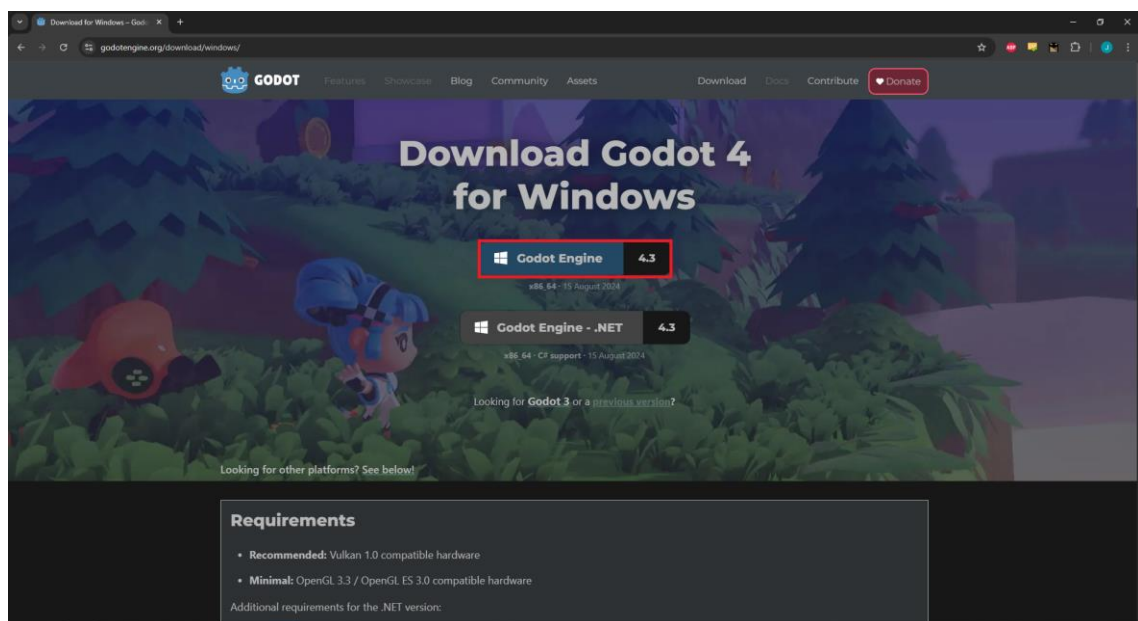 Download for Windows – God
godotengine.org/download/windows/
GODOT Features Showcase Blog Community Assets Download Docs Contribute Donate
Download Godot 4
for Windows
Godot Engine 4.3
x86_64 · 15 August 2024
Godot Engine - .NET 4.3
x86_64 · C# support · 15 August 2024
Looking for Godot 3 or a previous version?
Looking for other platforms? See below!
Requirements
• Recommended: Vulkan 1.0 compatible hardware
• Minimal: OpenGL 3.3 / OpenGL ES 3.0 compatible hardware
Additional requirements for the .NET version: